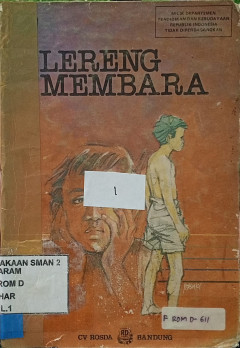 MILIK DEPARTEMEN
PENDIDIKAN DAN KEBUDAYAAN
REPUBLIK INDONESIA
TIDAK DIPERDAGANGKAN
LERENG
MEMBARA
1
AKAAN SMAN 2
ARAM
ROM D
HAR
L.1
F ROM D- 611
CV ROSDA
BANDUNG